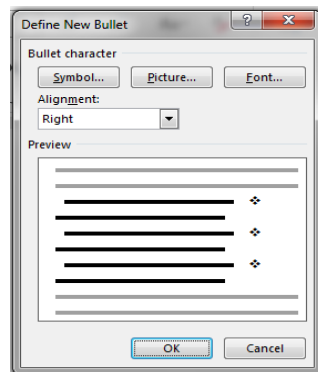 Define New Bullet
Bullet character
Symbol... Picture... Font...
Alignment:
Right
Preview
OK Cancel